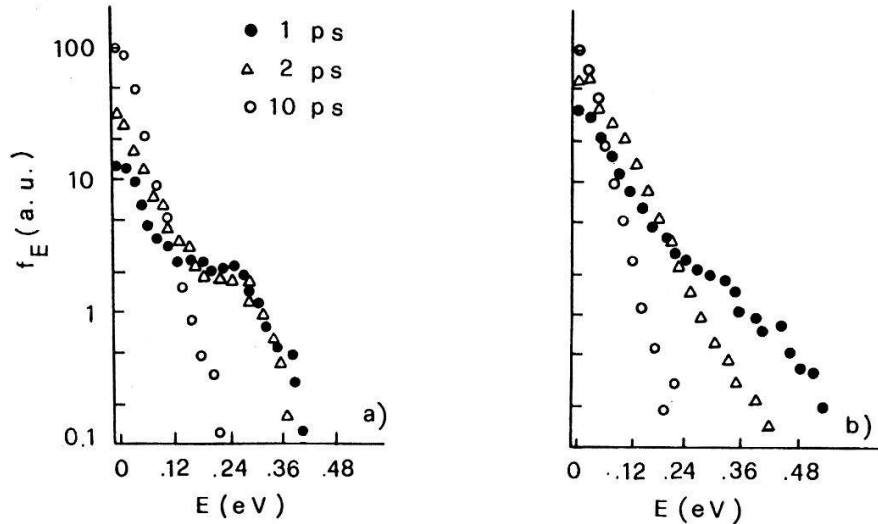 100
10
1
0.1
f_E (a.u.)
● 1 ps
△ 2 ps
○ 10 ps
a)
0 .12 .24 .36 .48
E (eV)
b)
0 .12 .24 .36 .48
E (eV)